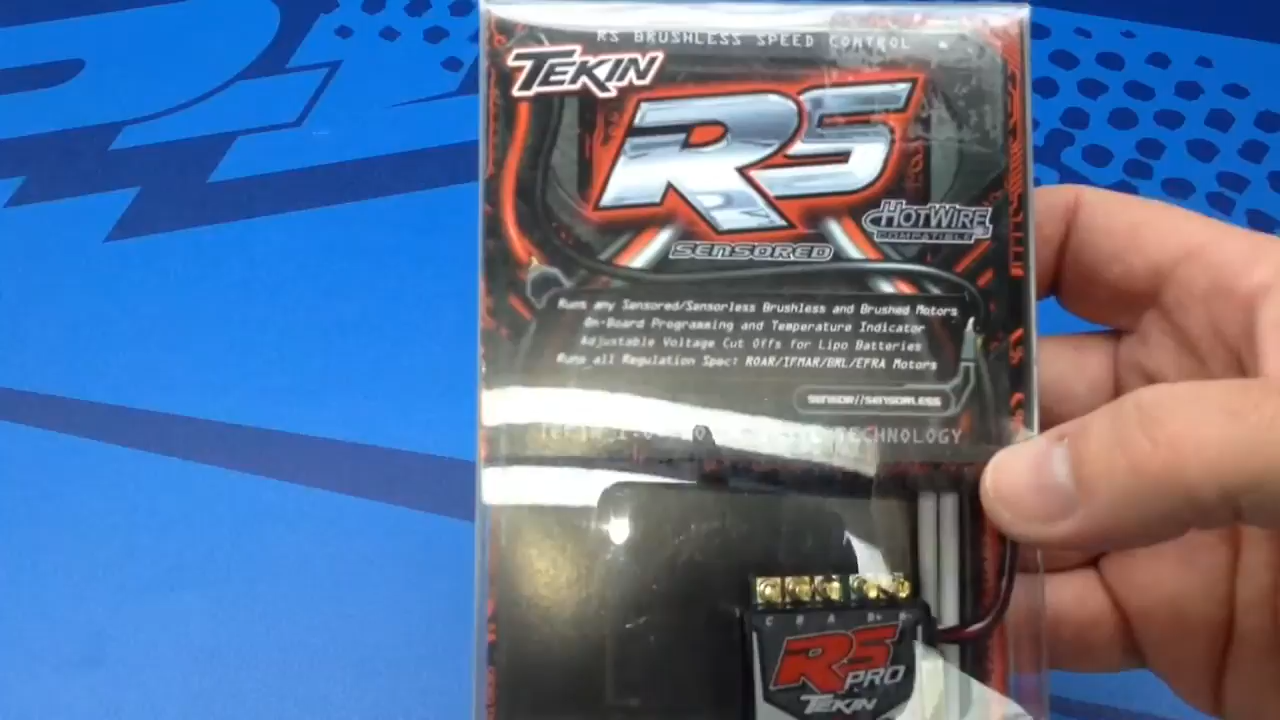 RS BRUSHLESS SPEED CONTROL
TEKIN
RS
HOTWIRE
COMPATIBLE
SENSORED
Runs any Sensored/Sensorless Brushless and Brushed Motors
On-Board Programming and Temperature Indicator
Adjustable Voltage Cut Offs for Lipo Batteries
Runs all Regulation Spec: ROAR/IFMAR/BRL/EFRA Motors
SENSOR//SENSORLESS
TECHNOLOGY
C B A B+ B-
RS
PRO
TEKIN